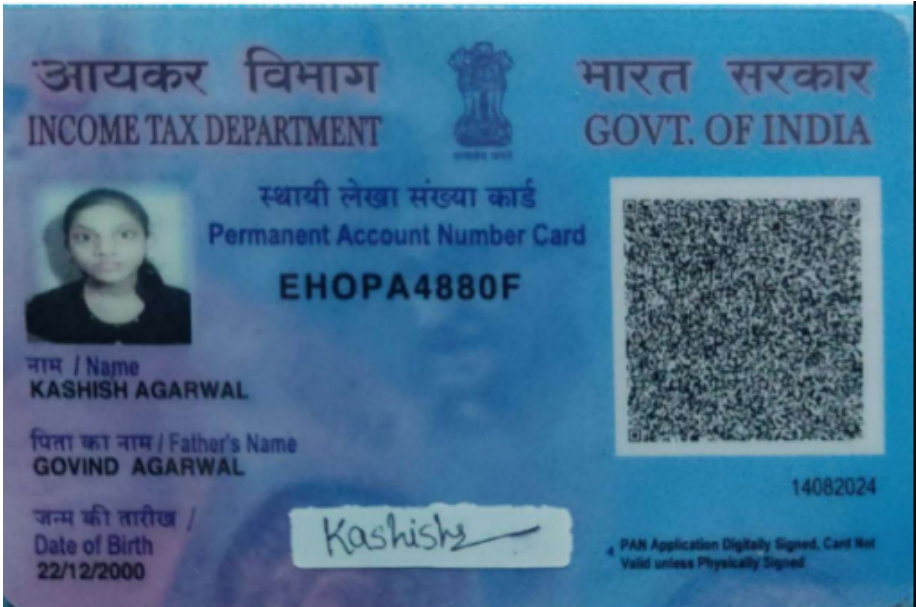 आयकर विभाग
INCOME TAX DEPARTMENT
भारत सरकार
GOVT. OF INDIA
स्थायी लेखा संख्या कार्ड
Permanent Account Number Card
EHOPA4880F
नाम / Name
KASHISH AGARWAL
पिता का नाम / Father's Name
GOVIND AGARWAL
जन्म की तारीख /
Date of Birth
22/12/2000
Kashish
14082024
PAN Application Digitally Signed, Card Not
Valid unless Physically Signed